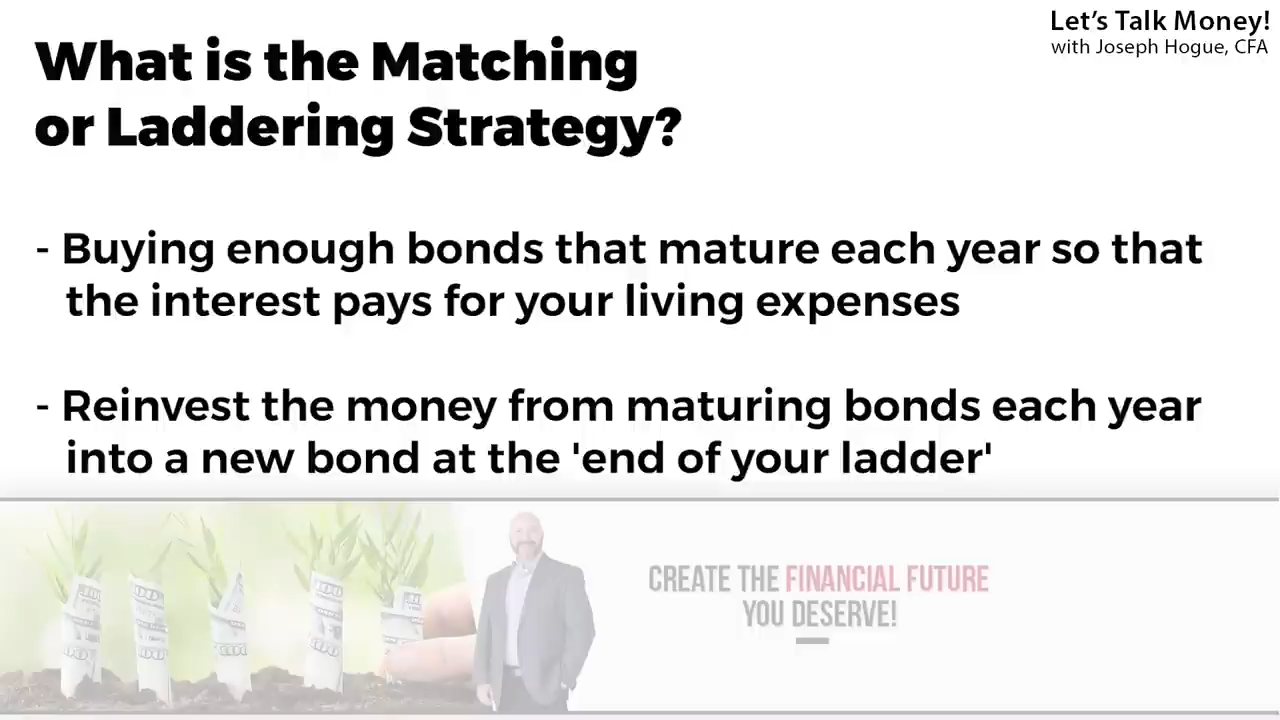 Let's Talk Money!
with Joseph Hogue, CFA
What is the Matching
or Laddering Strategy?
- Buying enough bonds that mature each year so that
the interest pays for your living expenses
- Reinvest the money from maturing bonds each year
into a new bond at the 'end of your ladder'
CREATE THE FINANCIAL FUTURE
YOU DESERVE!